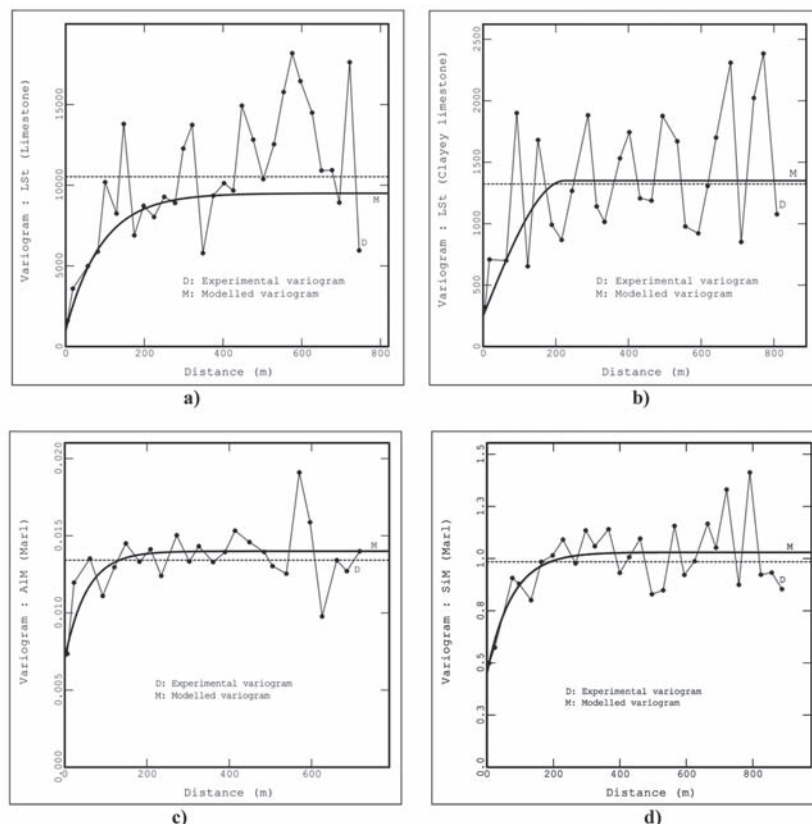 Variogram : LSt (Limestone)
15000
10000
5000
0
M
D
D: Experimental variogram
M: Modelled variogram
0 200 400 600 800
Distance (m)
a)
Variogram : LSt (Clayey limestone)
2500
2000
1500
1000
500
0
M
D
D: Experimental variogram
M: Modelled variogram
0 200 400 600 800
Distance (m)
b)
Variogram : AlM (Marl)
0.020
0.015
0.010
0.005
0.000
M
D
D: Experimental variogram
M: Modelled variogram
0 200 400 600
Distance (m)
c)
Variogram : SiM (Marl)
1.5
1.3
1.0
0.8
0.5
0.3
.0
M
D
D: Experimental variogram
M: Modelled variogram
0 200 400 600 800
Distance (m)
d)